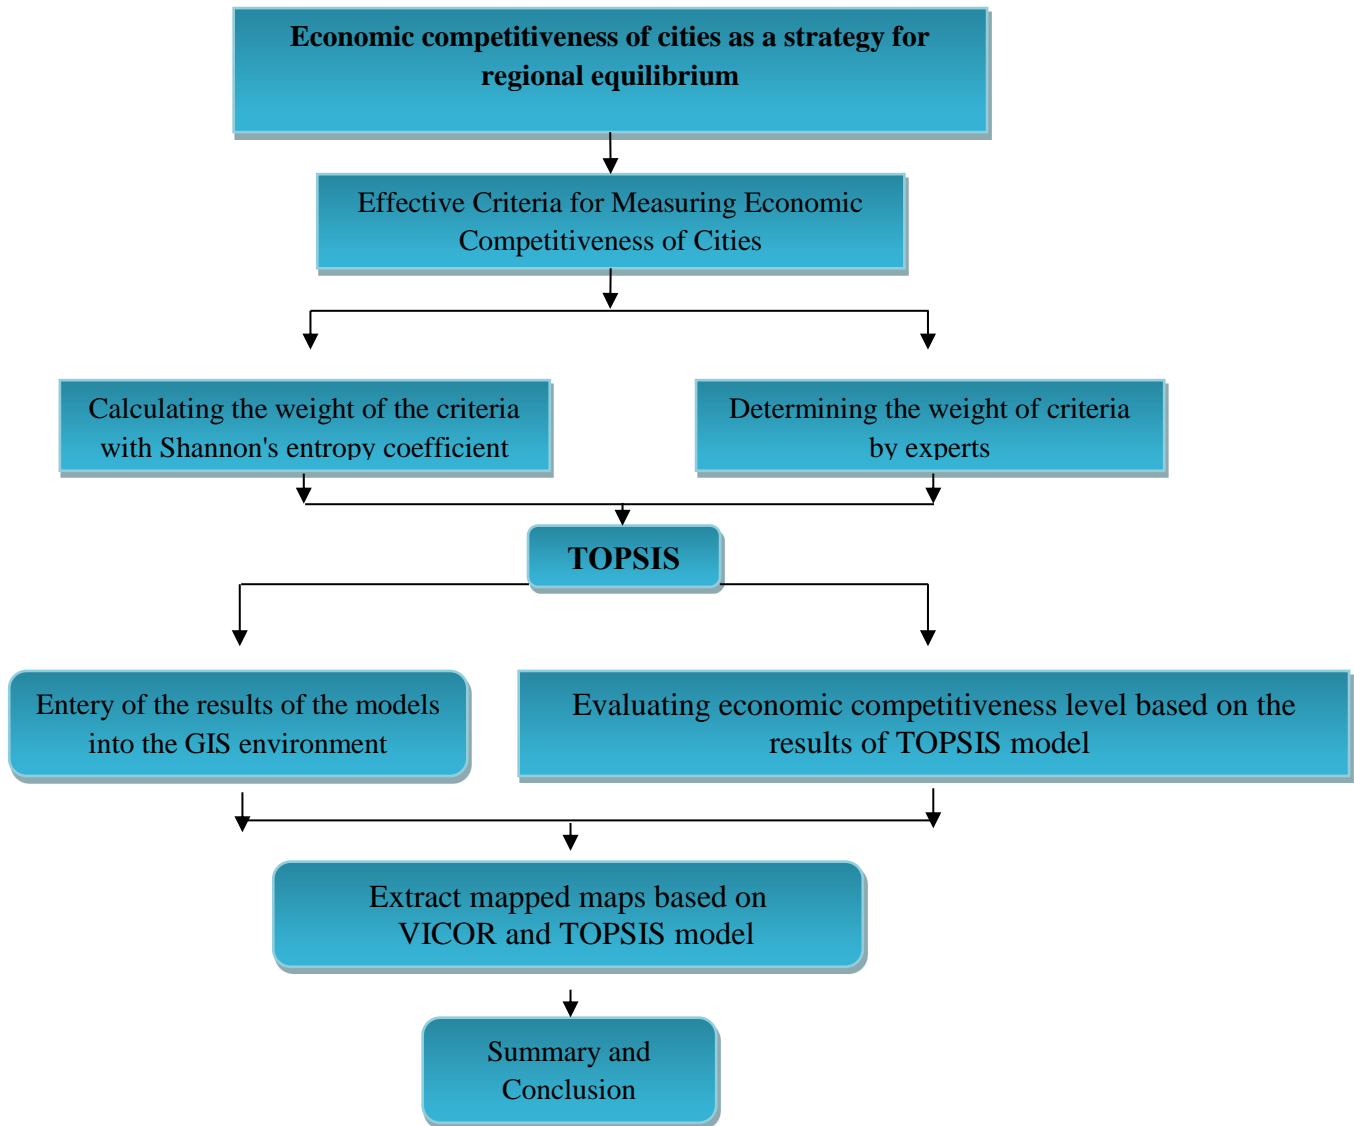 Economic competitiveness of cities as a strategy for
regional equilibrium
Effective Criteria for Measuring Economic
Competitiveness of Cities
Calculating the weight of the criteria
with Shannon's entropy coefficient
Determining the weight of criteria
by experts
TOPSIS
Entery of the results of the models
into the GIS environment
Evaluating economic competitiveness level based on the
results of TOPSIS model
Extract mapped maps based on
VICOR and TOPSIS model
Summary and
Conclusion